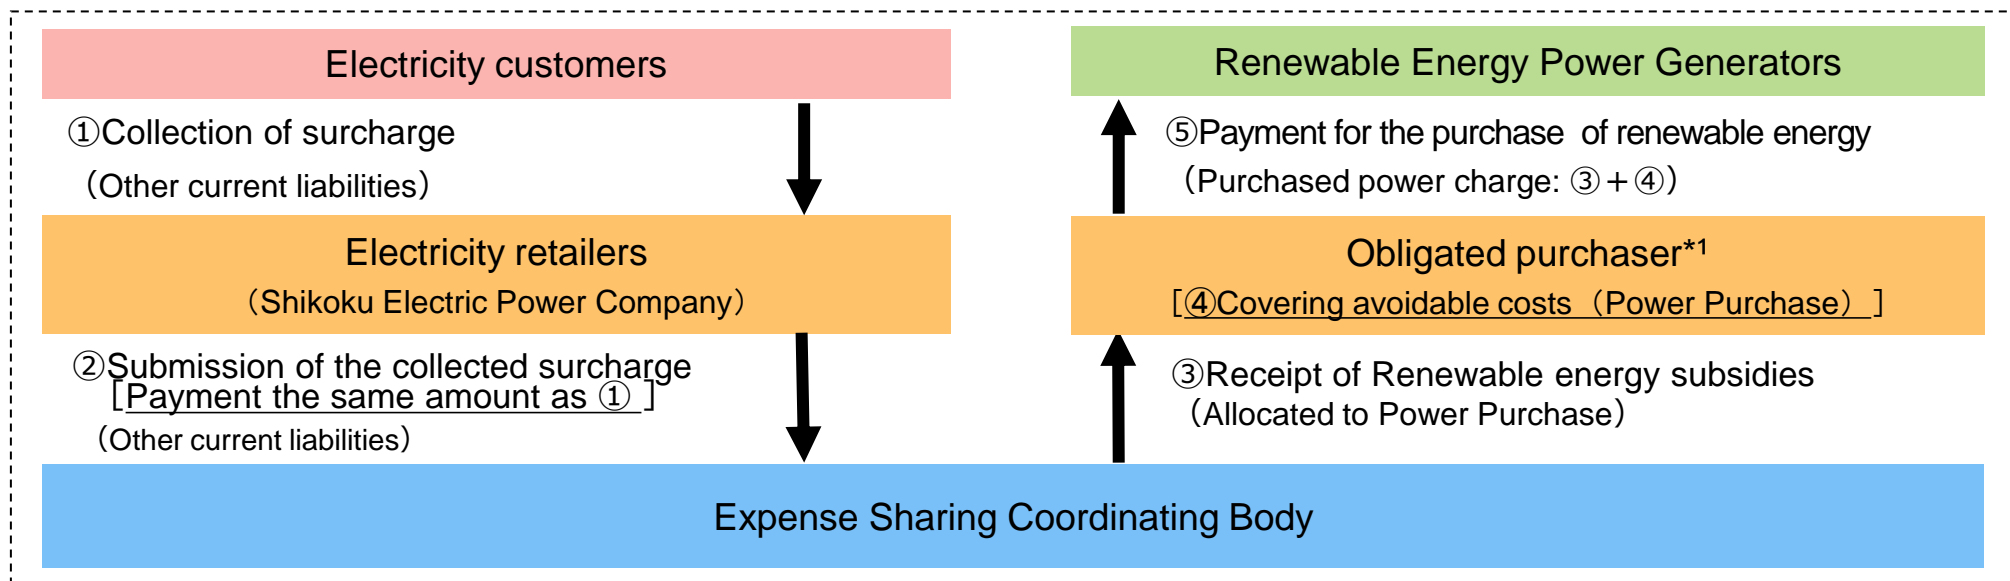 Electricity customers
①Collection of surcharge
（Other current liabilities）
Electricity retailers
（Shikoku Electric Power Company）
②Submission of the collected surcharge
［Payment the same amount as ① ］
（Other current liabilities）
Renewable Energy Power Generators
⑤Payment for the purchase of renewable energy
（Purchased power charge: ③＋④）
Obligated purchaser*¹
［④Covering avoidable costs（Power Purchase） ］
③Receipt of Renewable energy subsidies
（Allocated to Power Purchase）
Expense Sharing Coordinating Body